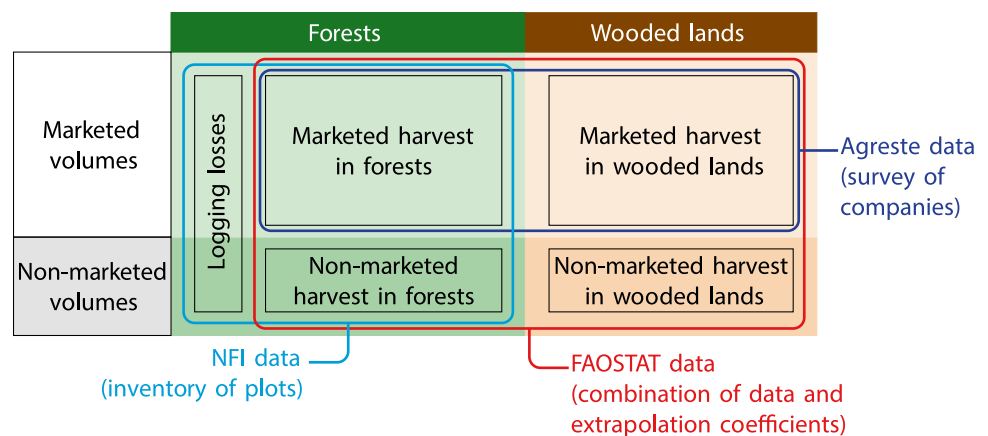 Forests
Wooded lands
Marketed
volumes
Logging losses
Marketed harvest
in forests
Marketed harvest
in wooded lands
Agreste data
(survey of
companies)
Non-marketed
volumes
Non-marketed
harvest in forests
Non-marketed harvest
in wooded lands
NFI data
(inventory of plots)
FAOSTAT data
(combination of data and
extrapolation coefficients)